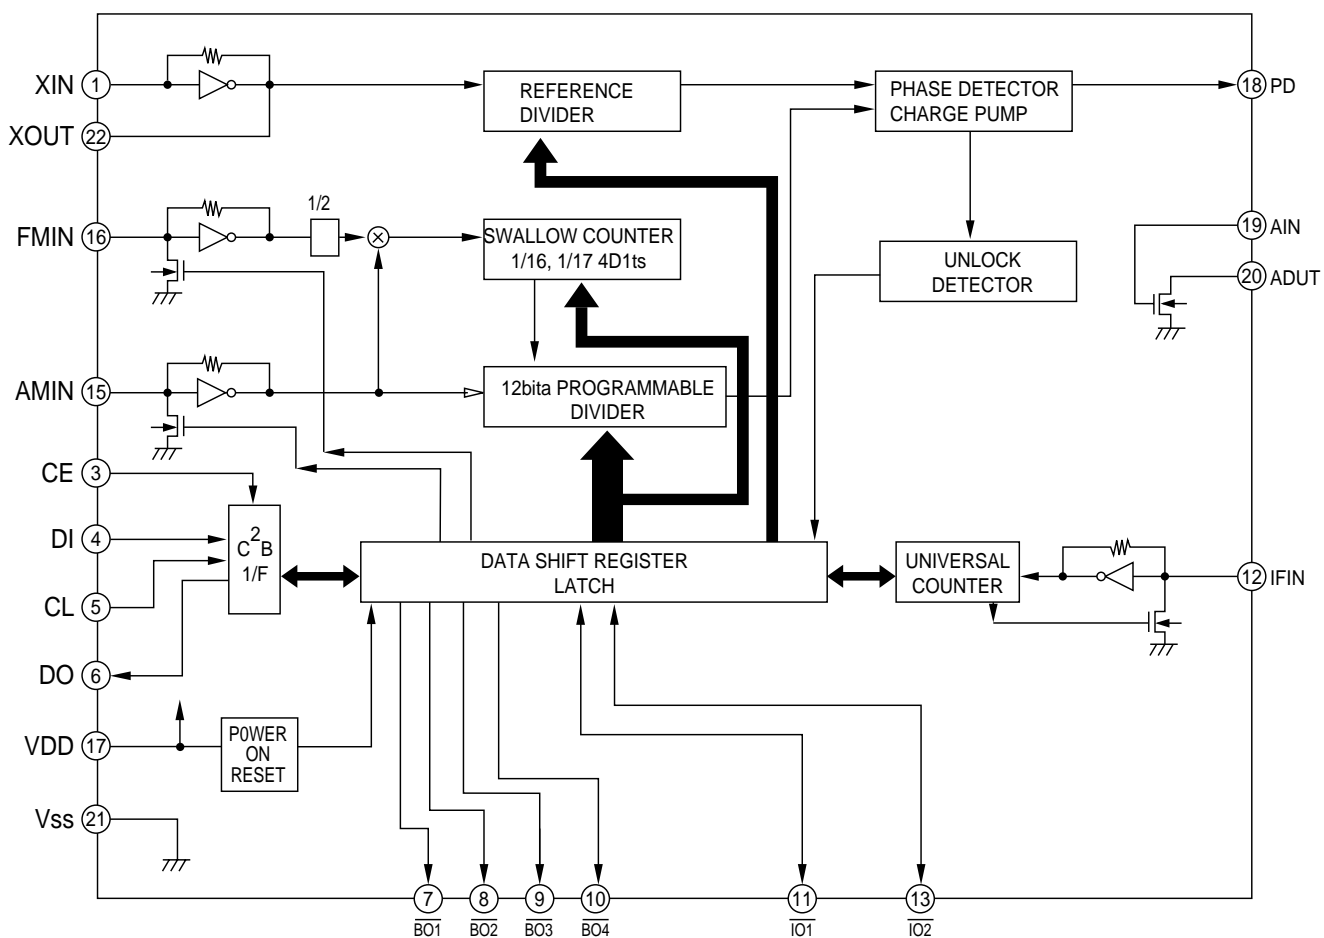 XIN 1
REFERENCE
DIVIDER
PHASE DETECTOR
CHARGE PUMP
18 PD
XOUT 22
1/2
FMIN 16
SWALLOW COUNTER
1/16, 1/17 4D1ts
19 AIN
UNLOCK
DETECTOR
20 ADUT
AMIN 15
12bita PROGRAMMABLE
DIVIDER
CE 3
DI 4
C2B
1/F
DATA SHIFT REGISTER
LATCH
UNIVERSAL
COUNTER
12 IFIN
CL 5
DO 6
VDD 17
P0WER
ON
RESET
Vss 21
7 8 9 10 11 13
BO1 BO2 BO3 BO4 IO1 IO2